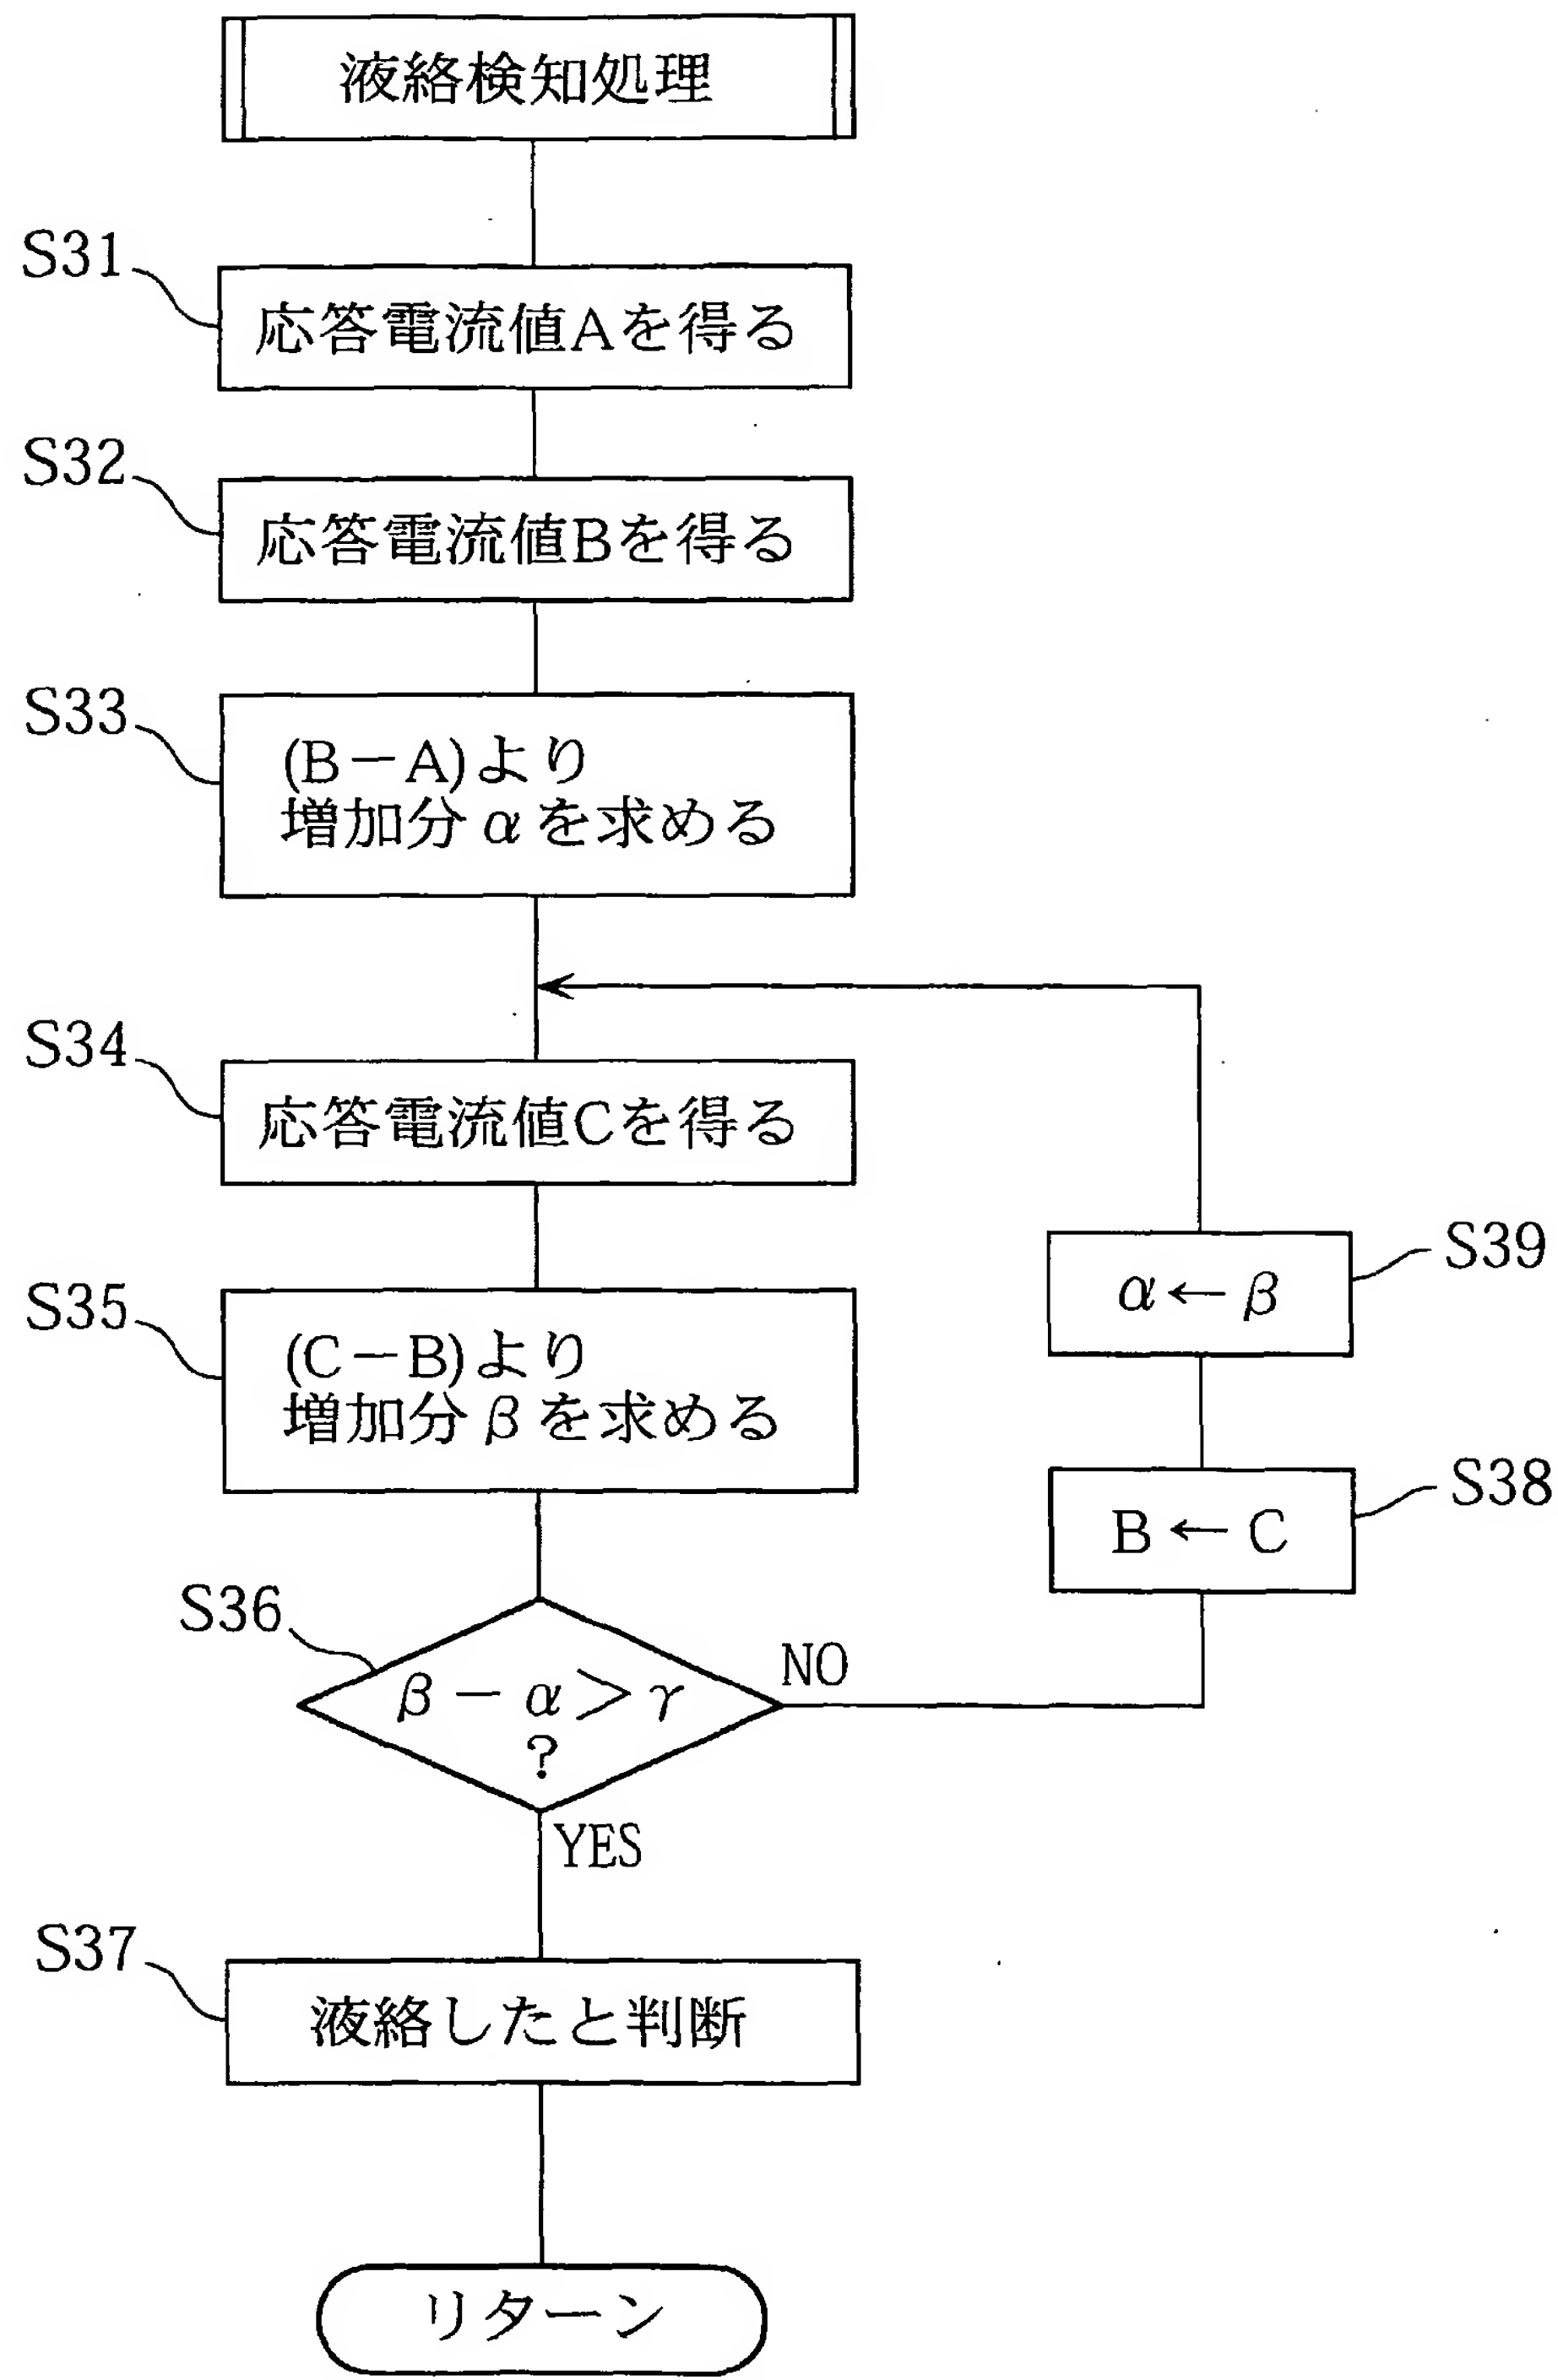 液絡検知処理
S31
応答電流値Aを得る
S32
応答電流値Bを得る
S33
(B－A)より
増加分αを求める
S34
応答電流値Cを得る
S35
(C－B)より
増加分βを求める
S36
β－α＞γ
?
NO
YES
S37
液絡したと判断
リターン
S38
B←C
S39
α←β